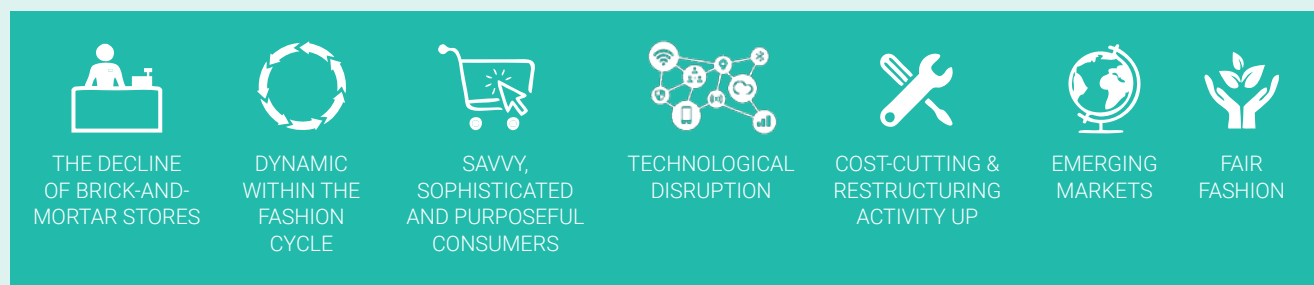 THE DECLINE
OF BRICK-AND-
MORTAR STORES
DYNAMIC
WITHIN THE
FASHION
CYCLE
SAVVY,
SOPHISTICATED
AND PURPOSEFUL
CONSUMERS
TECHNOLOGICAL
DISRUPTION
COST-CUTTING &
RESTRUCTURING
ACTIVITY UP
EMERGING
MARKETS
FAIR
FASHION